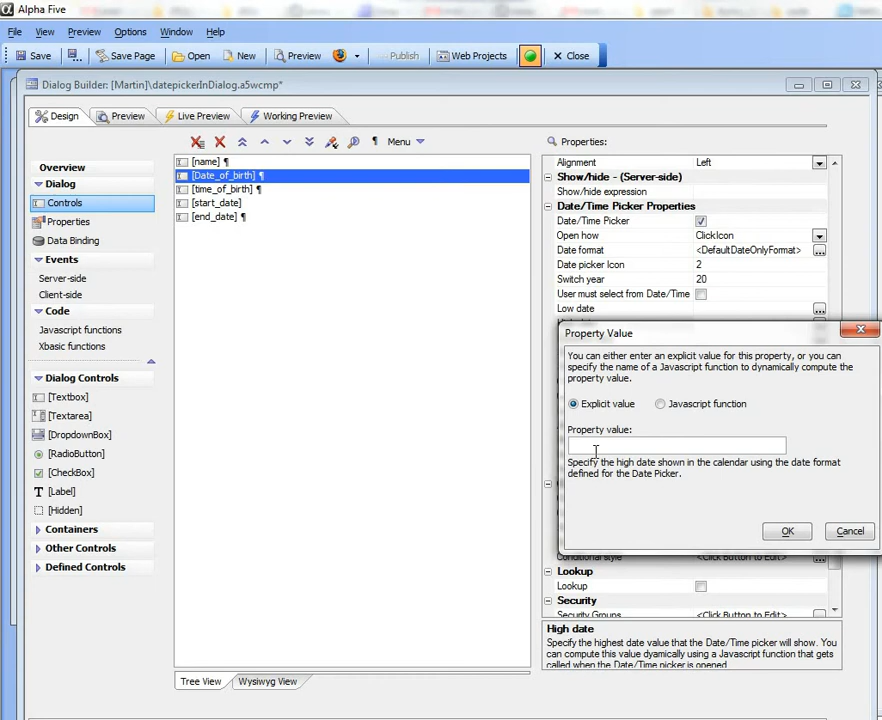 Alpha Five
File View Preview Options Window Help
Save Save Page Open New Preview Publish Web Projects Close
Dialog Builder: [Martin]\datepickerInDialog.a5wcmp*
Design Preview Live Preview Working Preview
Menu
Overview
Dialog
Controls
Properties
Data Binding
Events
Server-side
Client-side
Code
Javascript functions
Xbasic functions
Dialog Controls
[Textbox]
[Textarea]
[DropdownBox]
[RadioButton]
[CheckBox]
[Label]
[Hidden]
Containers
Other Controls
Defined Controls
[name] ¶
[Date_of_birth] ¶
[time_of_birth] ¶
[start_date]
[end_date] ¶
Tree View Wysiwyg View
Properties:
Alignment Left
Show/hide - (Server-side)
Show/hide expression
Date/Time Picker Properties
Date/Time Picker
Open how ClickIcon
Date format <DefaultDateOnlyFormat>
Date picker Icon 2
Switch year 20
User must select from Date/Time
Low date
Property Value
You can either enter an explicit value for this property, or you can
specify the name of a Javascript function to dynamically compute the
property value.
Explicit value Javascript function
Property value:
Specify the high date shown in the calendar using the date format
defined for the Date Picker.
OK Cancel
Conditional style <Click Button to Edit>
Lookup
Lookup
Security
Security Groups <Click Button to Edit>
High date
Specify the highest date value that the Date/Time picker will show. You
can compute this value dyamically using a Javascript function that gets
called when the Date/Time picker is opened.